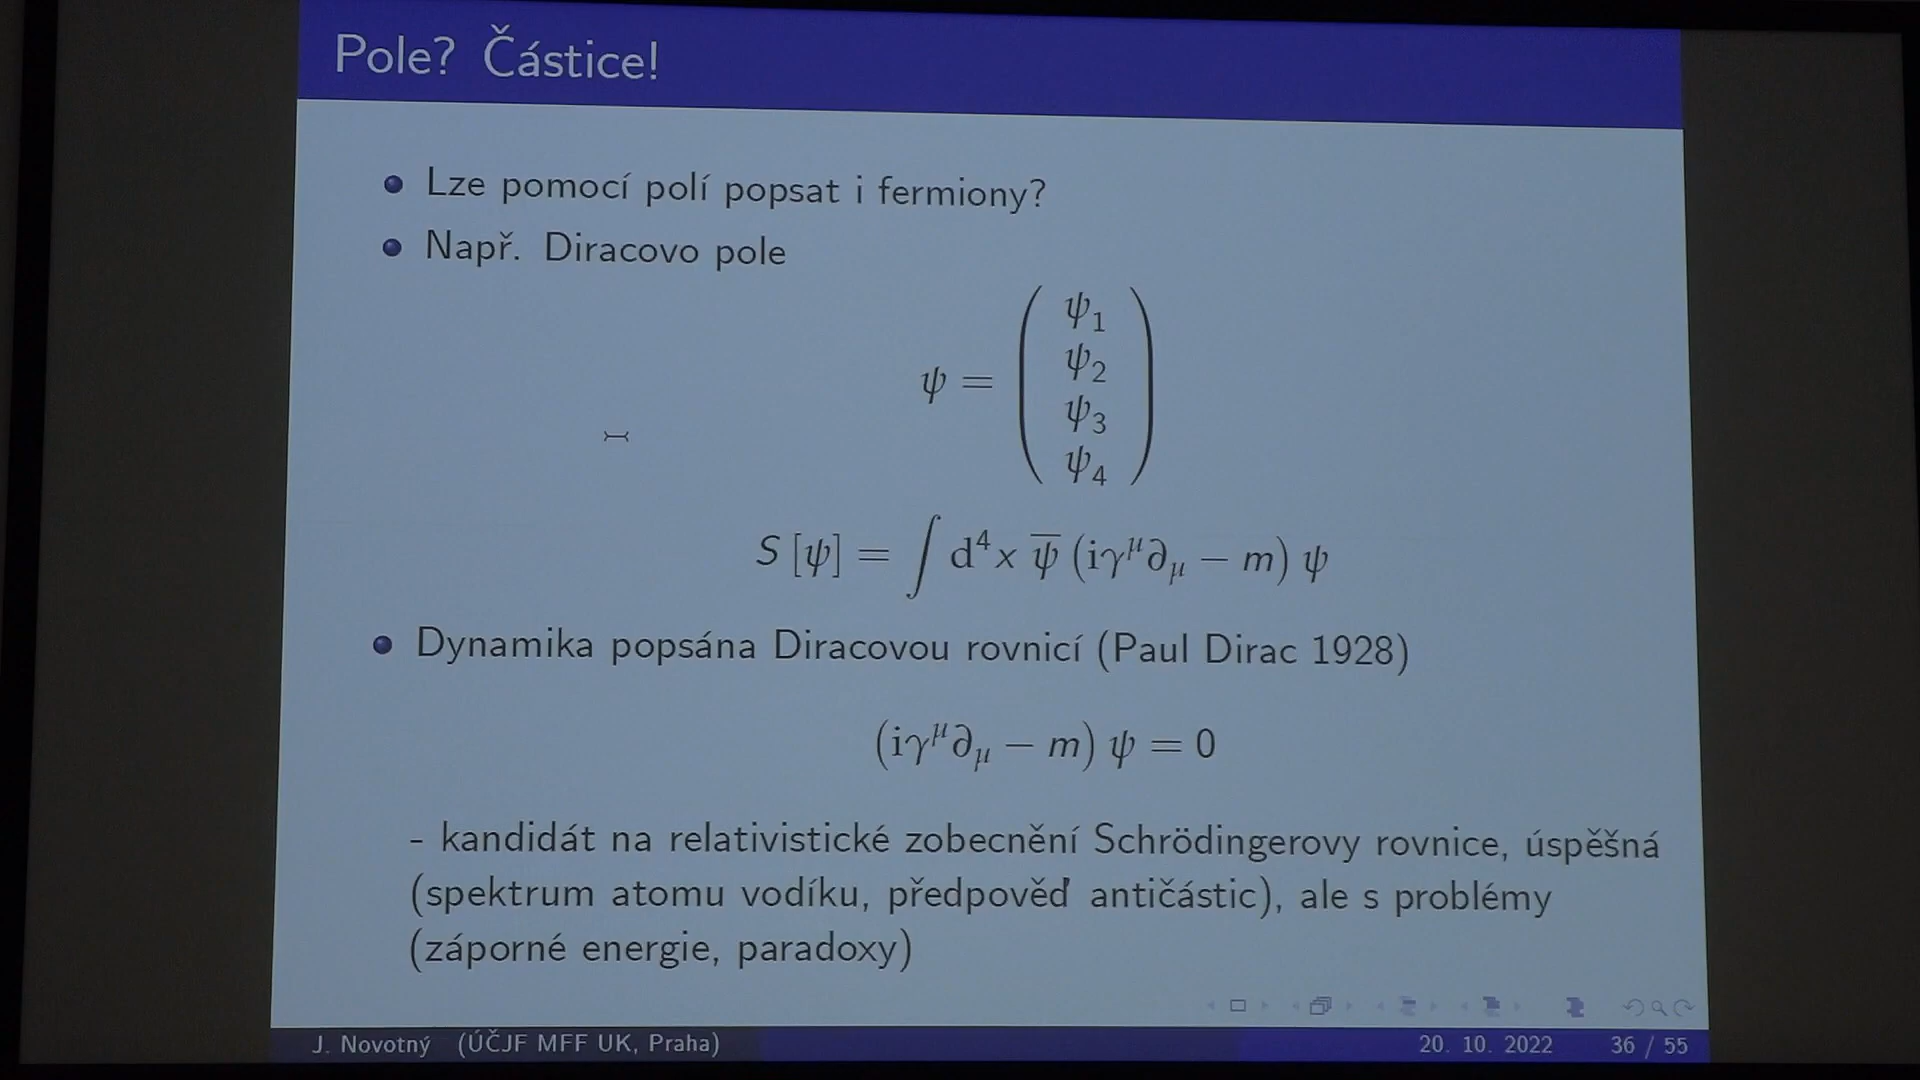 Pole? Částice!
Lze pomocí polí popsat i fermiony?
Např. Diracovo pole
ψ = ( ψ₁ ψ₂ ψ₃ ψ₄ )
S [ψ] = ∫ d⁴x ψ̅ (iγ^μ ∂_μ − m) ψ
Dynamika popsána Diracovou rovnicí (Paul Dirac 1928)
(iγ^μ ∂_μ − m) ψ = 0
- kandidát na relativistické zobecnění Schrödingerovy rovnice, úspěšná
(spektrum atomu vodíku, předpověď antičástic), ale s problémy
(záporné energie, paradoxy)
J. Novotný (ÚČJF MFF UK, Praha) 20. 10. 2022 36 / 55